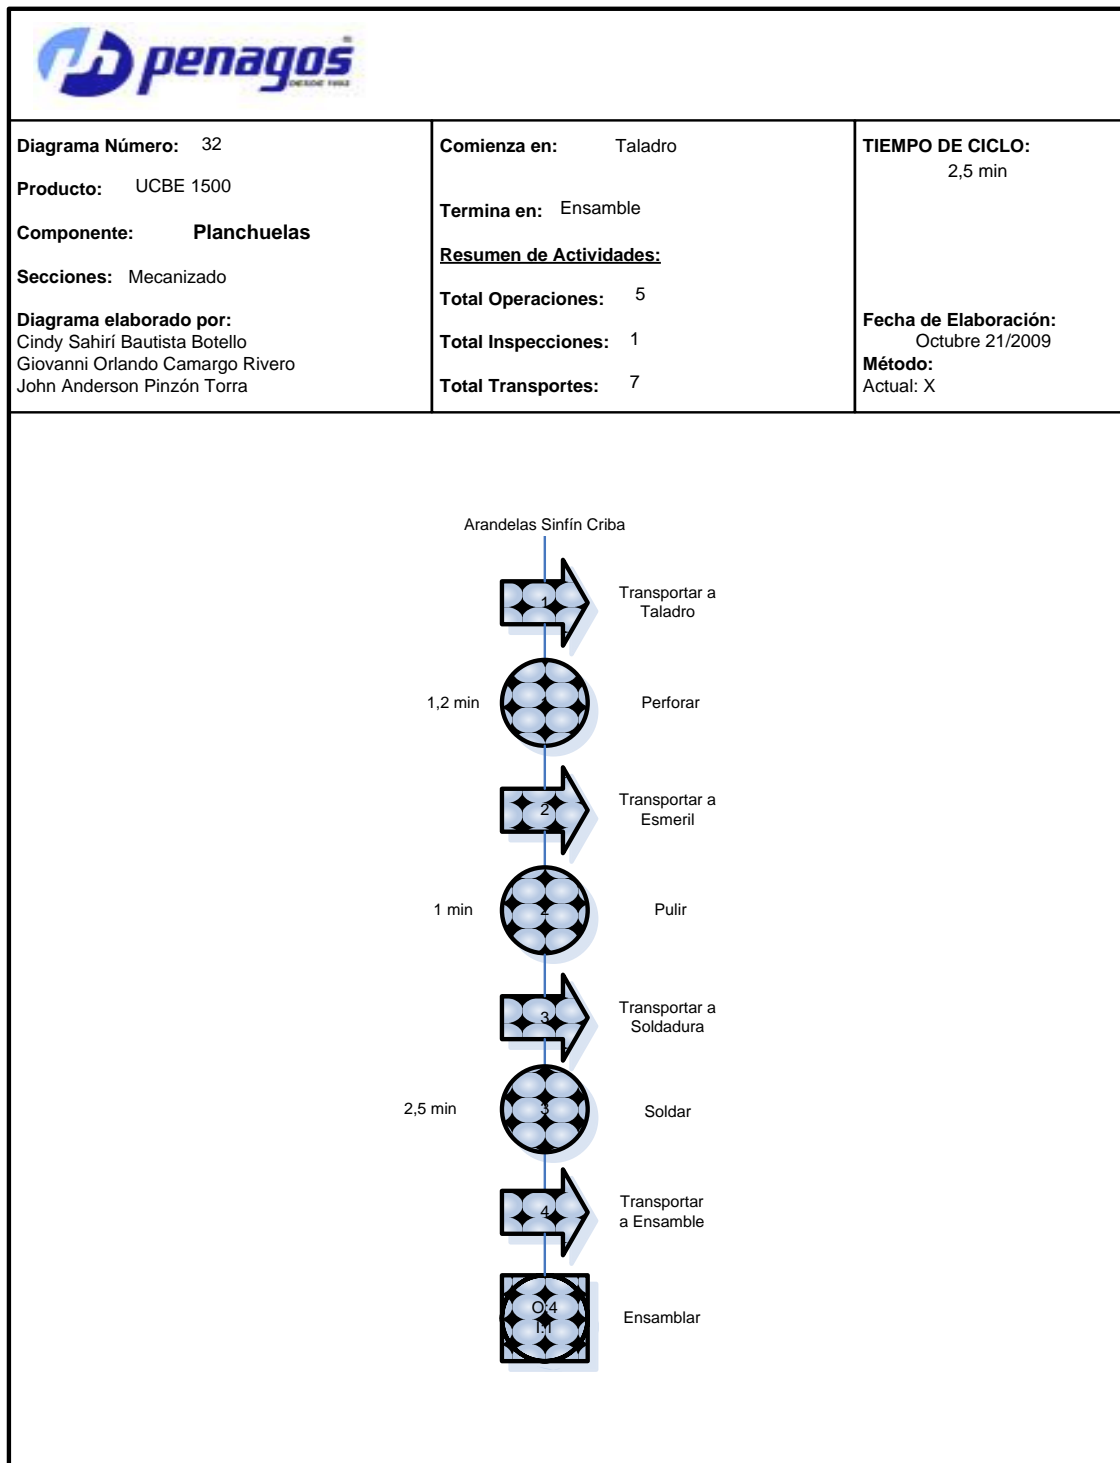 penagos
DESDE 1892
Diagrama Número: 32
Producto: UCBE 1500
Componente: Planchuelas
Secciones: Mecanizado
Diagrama elaborado por:
Cindy Sahirí Bautista Botello
Giovanni Orlando Camargo Rivero
John Anderson Pinzón Torra
Comienza en: Taladro
Termina en: Ensamble
Resumen de Actividades:
Total Operaciones: 5
Total Inspecciones: 1
Total Transportes: 7
TIEMPO DE CICLO:
2,5 min
Fecha de Elaboración:
Octubre 21/2009
Método:
Actual: X
Arandelas Sinfín Criba
1
Transportar a
Taladro
1,2 min
1
Perforar
2
Transportar a
Esmeril
1 min
2
Pulir
3
Transportar a
Soldadura
2,5 min
3
Soldar
4
Transportar
a Ensamble
O:4
I:1
Ensamblar